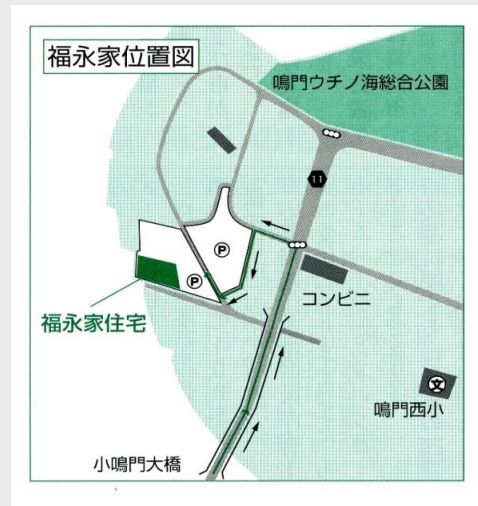 福永家位置図
鳴門ウチノ海総合公園
11
P
P
コンビニ
福永家住宅
文
鳴門西小
小鳴門大橋